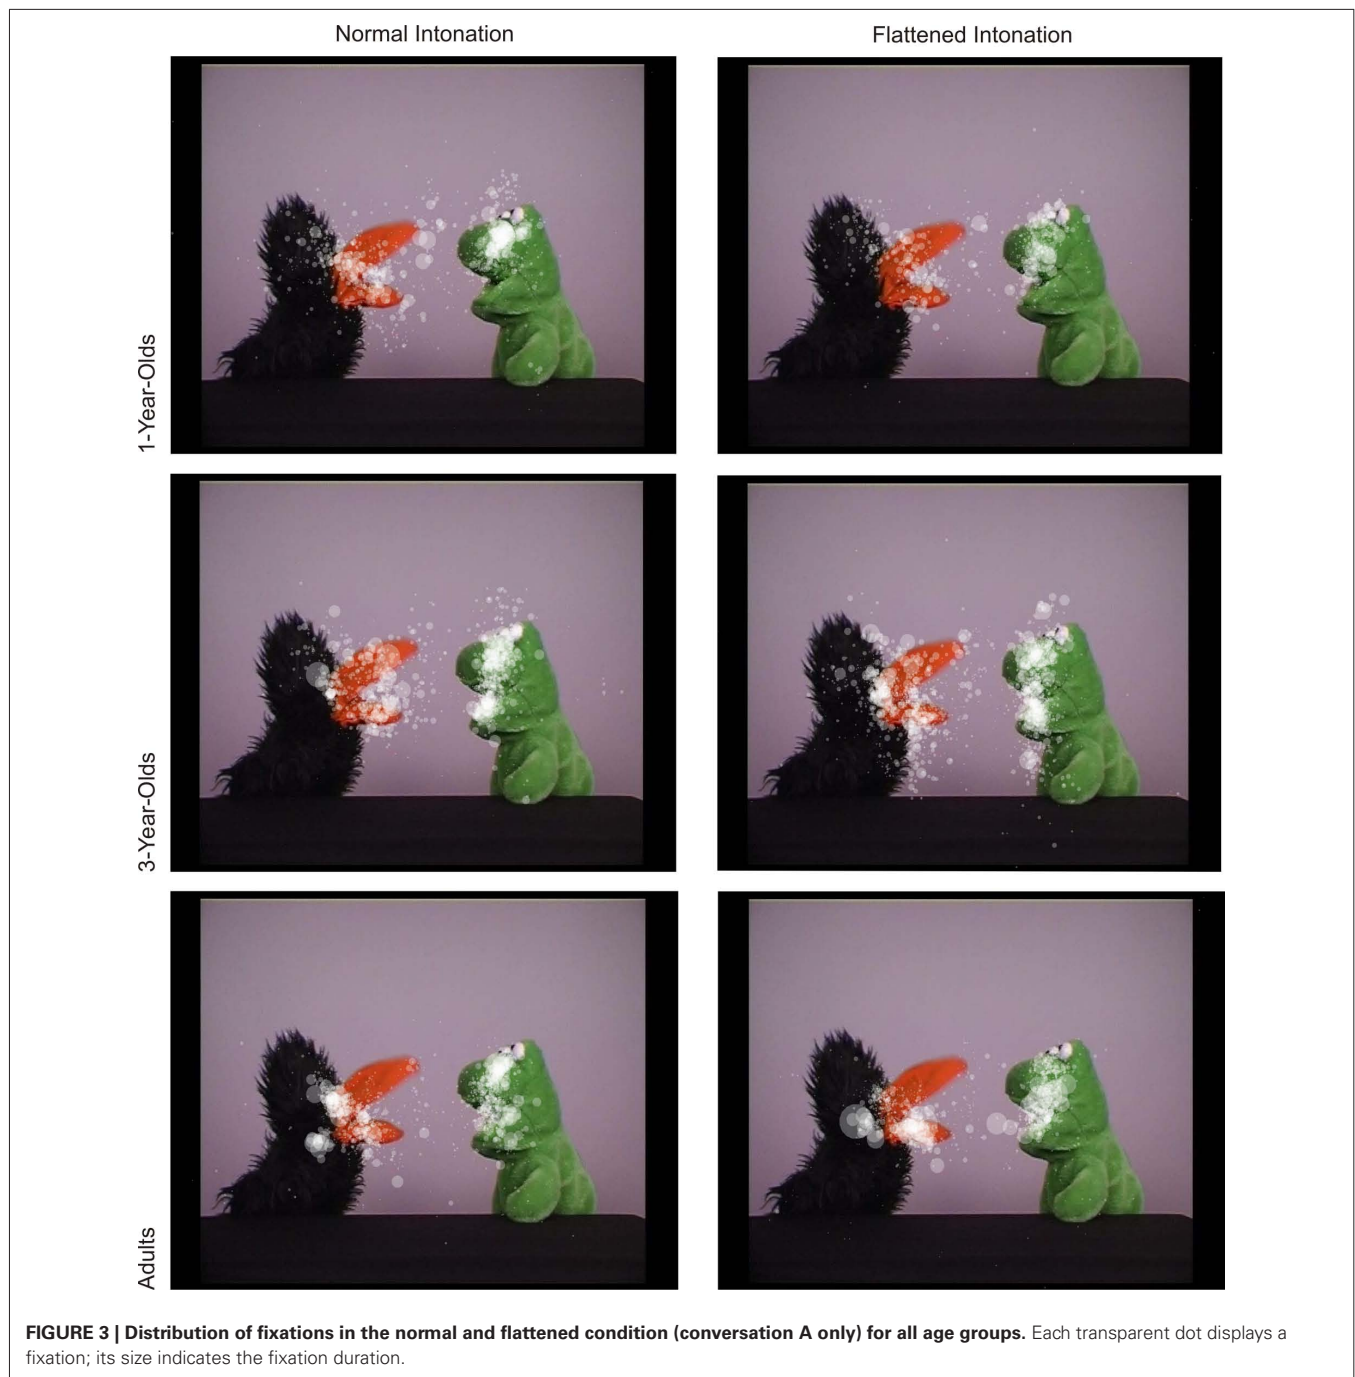 Normal Intonation
Flattened Intonation
1-Year-Olds
3-Year-Olds
Adults
FIGURE 3 | Distribution of fixations in the normal and flattened condition (conversation A only) for all age groups. Each transparent dot displays a
fixation; its size indicates the fixation duration.